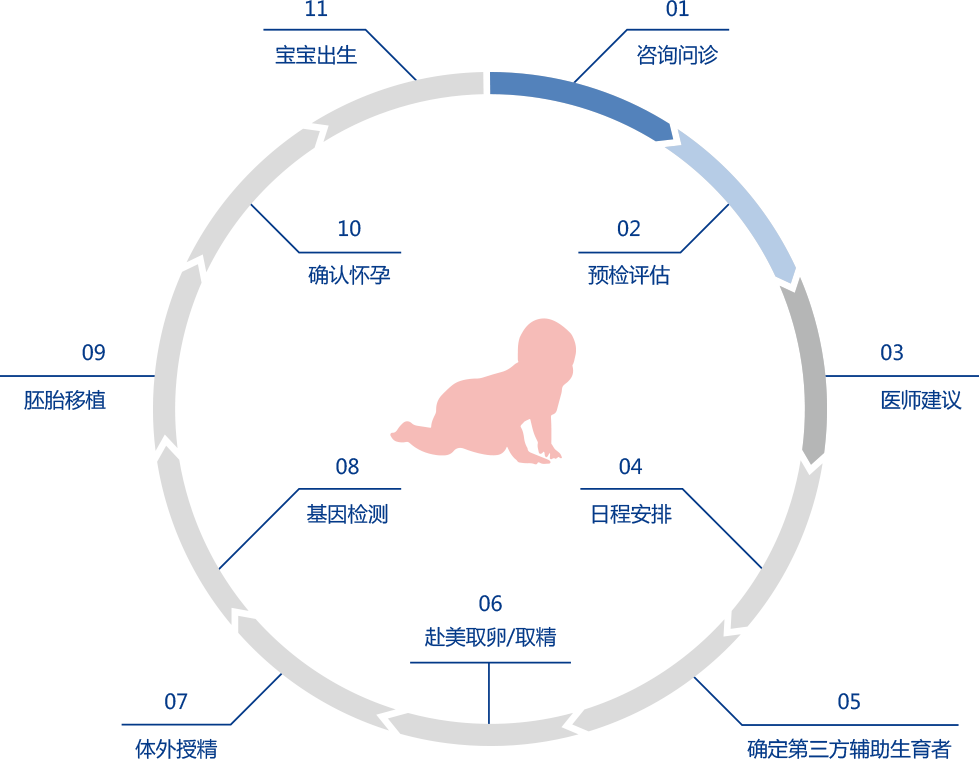 01
咨询问诊
02
预检评估
03
医师建议
04
日程安排
05
确定第三方辅助生育者
06
赴美取卵/取精
07
体外授精
08
基因检测
09
胚胎移植
10
确认怀孕
11
宝宝出生